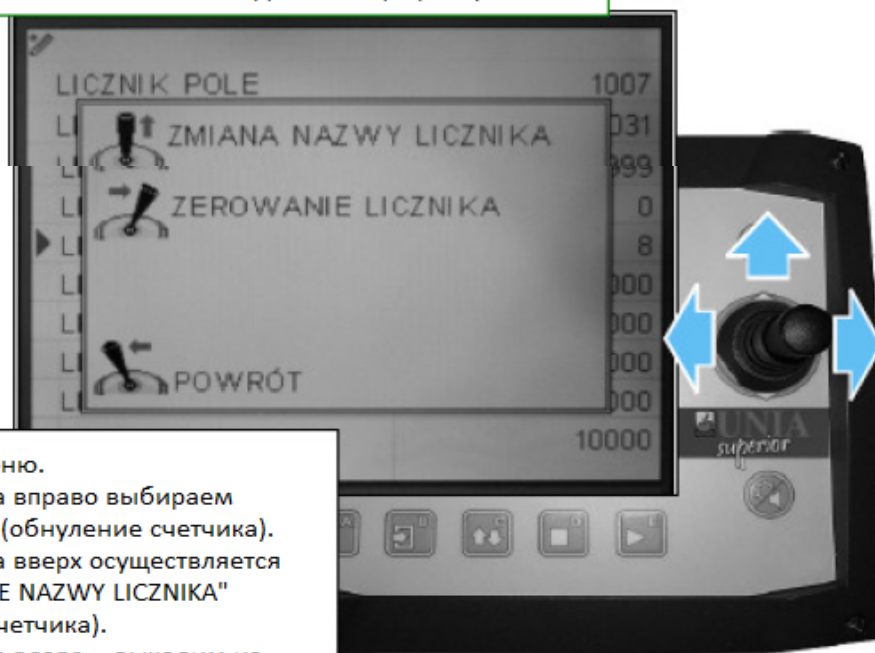 LICZNIK POLE 1007
ZMIANA NAZWY LICZNIKA
031
999
ZEROWANIE LICZNIKA
0
8
000
000
000
POWRÓT
000
10000
UNIA
superior
A
B
C
D
E
ню.
а вправо выбираем
(обнуление счетчика).
а вверх осуществляется
E NAZWY LICZNIKA"
четчика).